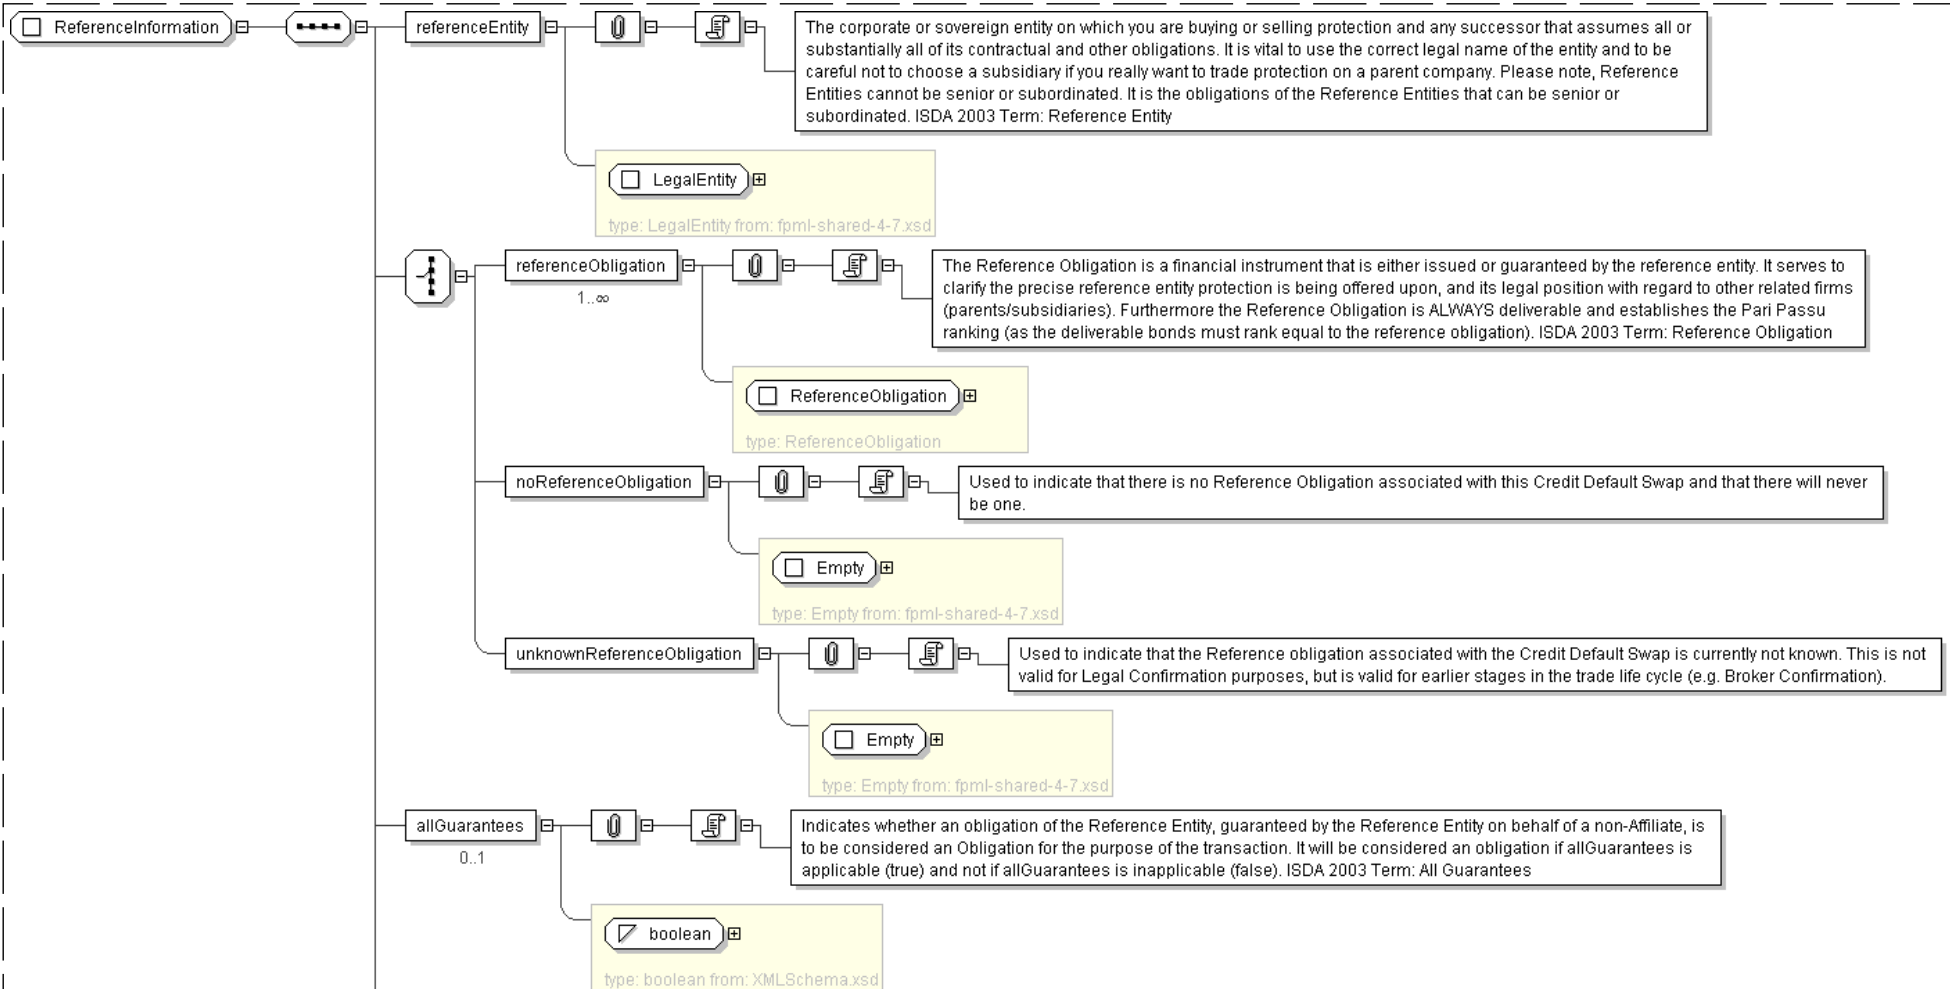 ReferenceInformation
referenceEntity
The corporate or sovereign entity on which you are buying or selling protection and any successor that assumes all or
substantially all of its contractual and other obligations. It is vital to use the correct legal name of the entity and to be
careful not to choose a subsidiary if you really want to trade protection on a parent company. Please note, Reference
Entities cannot be senior or subordinated. It is the obligations of the Reference Entities that can be senior or
subordinated. ISDA 2003 Term: Reference Entity
LegalEntity
type: LegalEntity from: fpml-shared-4-7.xsd
referenceObligation
1..∞
The Reference Obligation is a financial instrument that is either issued or guaranteed by the reference entity. It serves to
clarify the precise reference entity protection is being offered upon, and its legal position with regard to other related firms
(parents/subsidiaries). Furthermore the Reference Obligation is ALWAYS deliverable and establishes the Pari Passu
ranking (as the deliverable bonds must rank equal to the reference obligation). ISDA 2003 Term: Reference Obligation
ReferenceObligation
type: ReferenceObligation
noReferenceObligation
Used to indicate that there is no Reference Obligation associated with this Credit Default Swap and that there will never
be one.
Empty
type: Empty from: fpml-shared-4-7.xsd
unknownReferenceObligation
Used to indicate that the Reference obligation associated with the Credit Default Swap is currently not known. This is not
valid for Legal Confirmation purposes, but is valid for earlier stages in the trade life cycle (e.g. Broker Confirmation).
Empty
type: Empty from: fpml-shared-4-7.xsd
allGuarantees
0..1
Indicates whether an obligation of the Reference Entity, guaranteed by the Reference Entity on behalf of a non-Affiliate, is
to be considered an Obligation for the purpose of the transaction. It will be considered an obligation if allGuarantees is
applicable (true) and not if allGuarantees is inapplicable (false). ISDA 2003 Term: All Guarantees
boolean
type: boolean from: XMLSchema.xsd